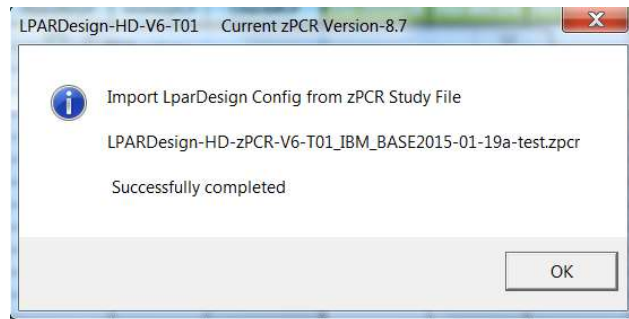 LPARDesign-HD-V6-T01 Current zPCR Version-8.7
Import LparDesign Config from zPCR Study File
LPARDesign-HD-zPCR-V6-T01_IBM_BASE2015-01-19a-test.zpcr
Successfully completed
OK